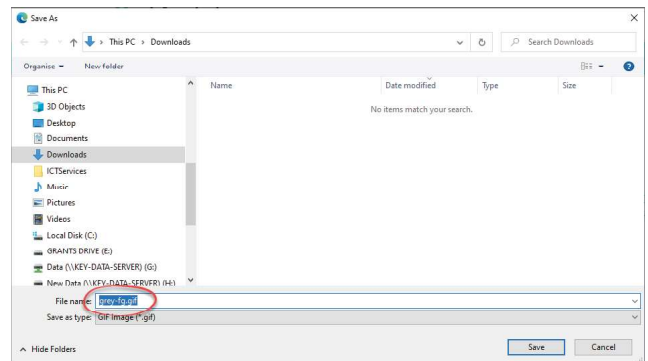 Save As
This PC > Downloads
Search Downloads
Organise
New folder
This PC
3D Objects
Desktop
Documents
Downloads
ICTServices
Music
Pictures
Videos
Local Disk (C:)
GRANTS DRIVE (E:)
Data (\\KEY-DATA-SERVER) (G:)
New Data (\\KEY-DATA-SERVER) (H:)
Name Date modified Type Size
No items match your search.
File name: grey-fg.gif
Save as type: GIF Image (*.gif)
Hide Folders
Save Cancel